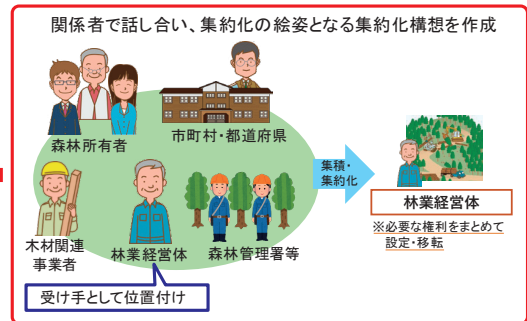 関係者で話し合い、集約化の絵姿となる集約化構想を作成
森林所有者
市町村・都道府県
木材関連
事業者
林業経営体
森林管理署等
受け手として位置付け
集積・
集約化
林業経営体
※必要な権利をまとめて
設定・移転